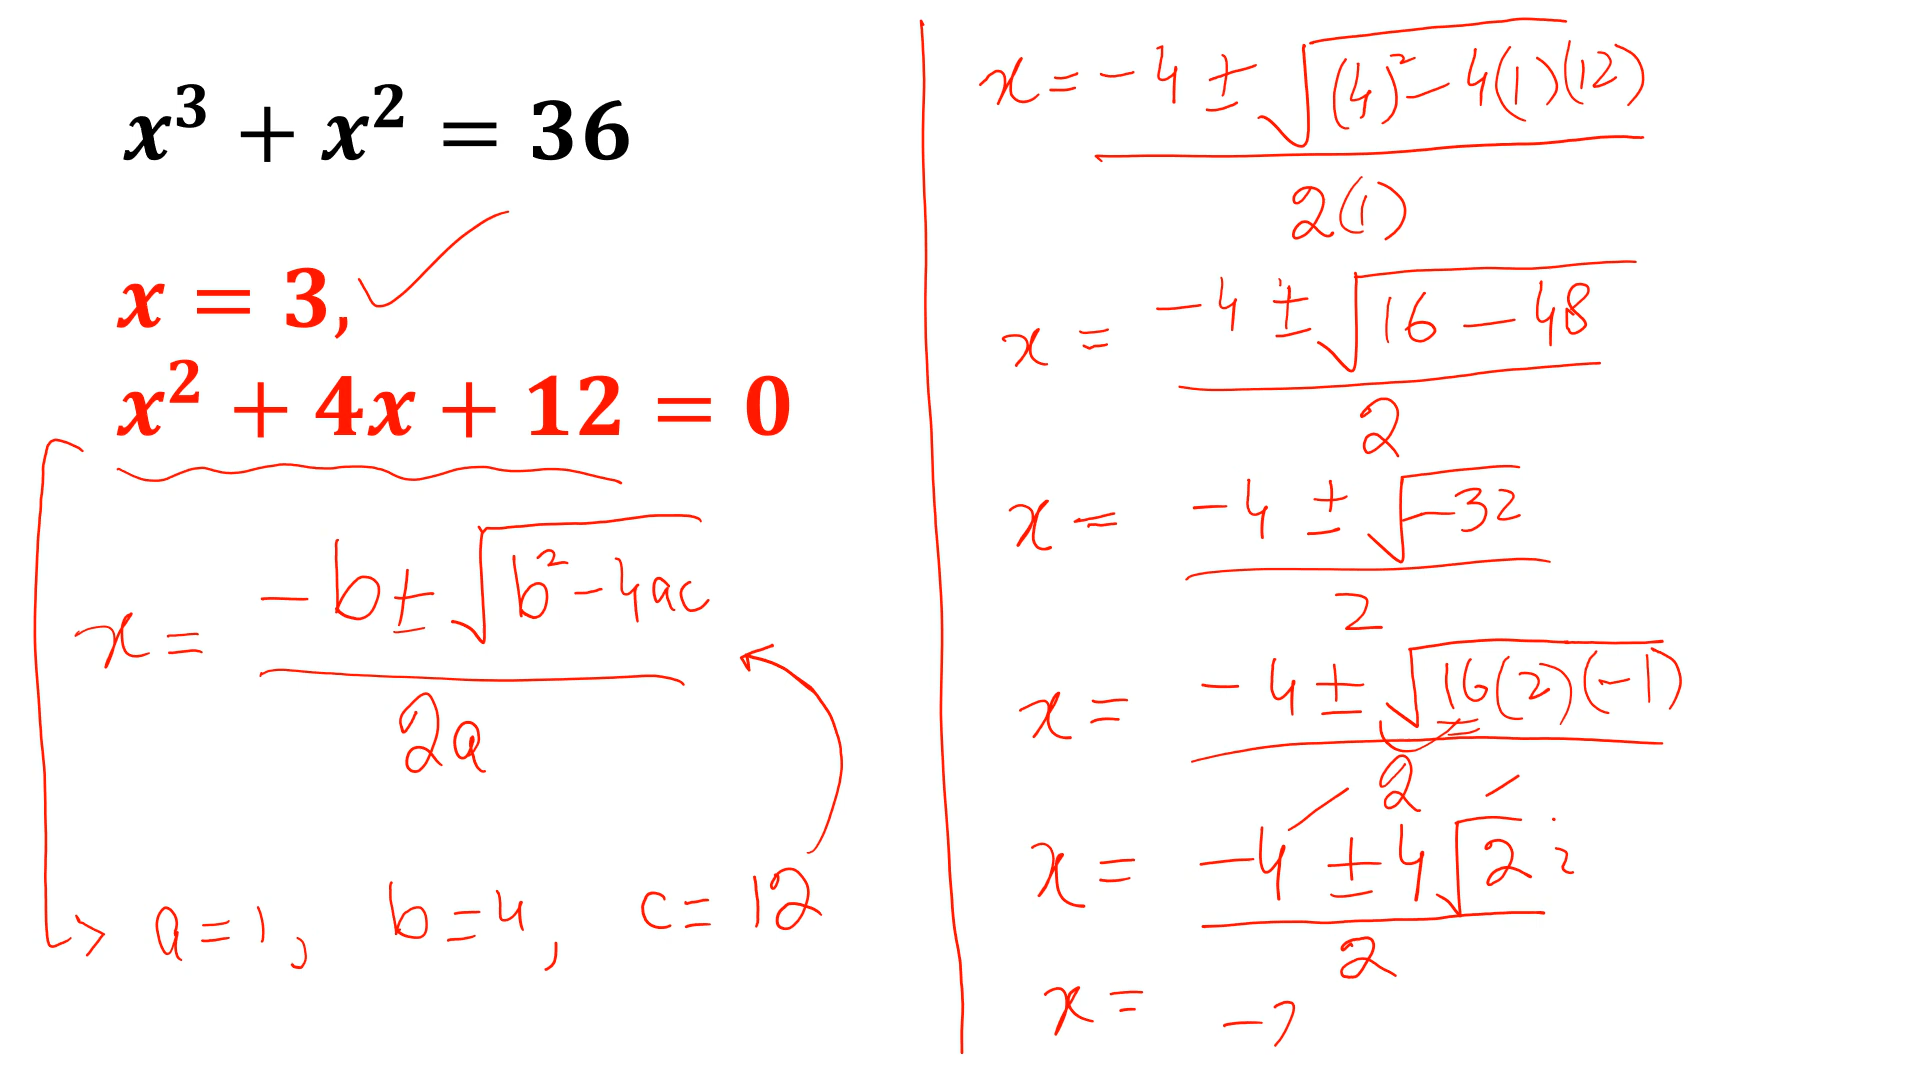 x³ + x² = 36
x = 3,
x² + 4x + 12 = 0
x = (-b ± √(b² - 4ac)) / 2a
a = 1, b = 4, c = 12
x = (-4 ± √((4)² - 4(1)(12))) / 2(1)
x = (-4 ± √(16 - 48)) / 2
x = (-4 ± √(-32)) / 2
x = (-4 ± √(16(2)(-1))) / 2
x = (-4 ± 4√2 i) / 2
x = -